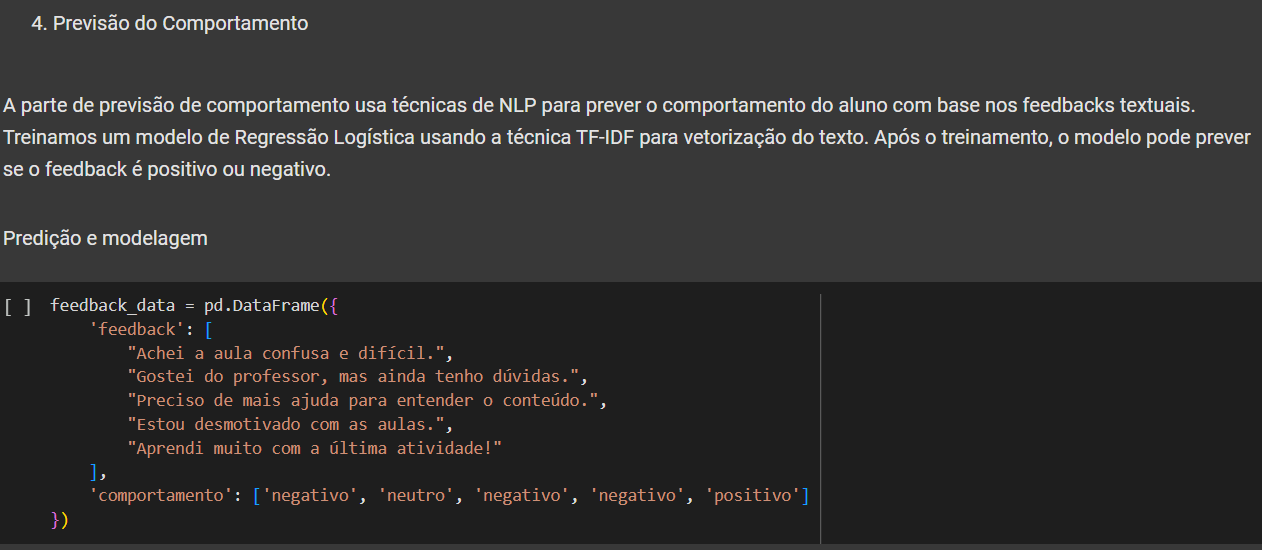 4. Previsão do Comportamento
A parte de previsão de comportamento usa técnicas de NLP para prever o comportamento do aluno com base nos feedbacks textuais.
Treinamos um modelo de Regressão Logística usando a técnica TF-IDF para vetorização do texto. Após o treinamento, o modelo pode prever
se o feedback é positivo ou negativo.
Predição e modelagem
[ ] feedback_data = pd.DataFrame({
    'feedback': [
        "Achei a aula confusa e difícil.",
        "Gostei do professor, mas ainda tenho dúvidas.",
        "Preciso de mais ajuda para entender o conteúdo.",
        "Estou desmotivado com as aulas.",
        "Aprendi muito com a última atividade!"
    ],
    'comportamento': ['negativo', 'neutro', 'negativo', 'negativo', 'positivo']
})